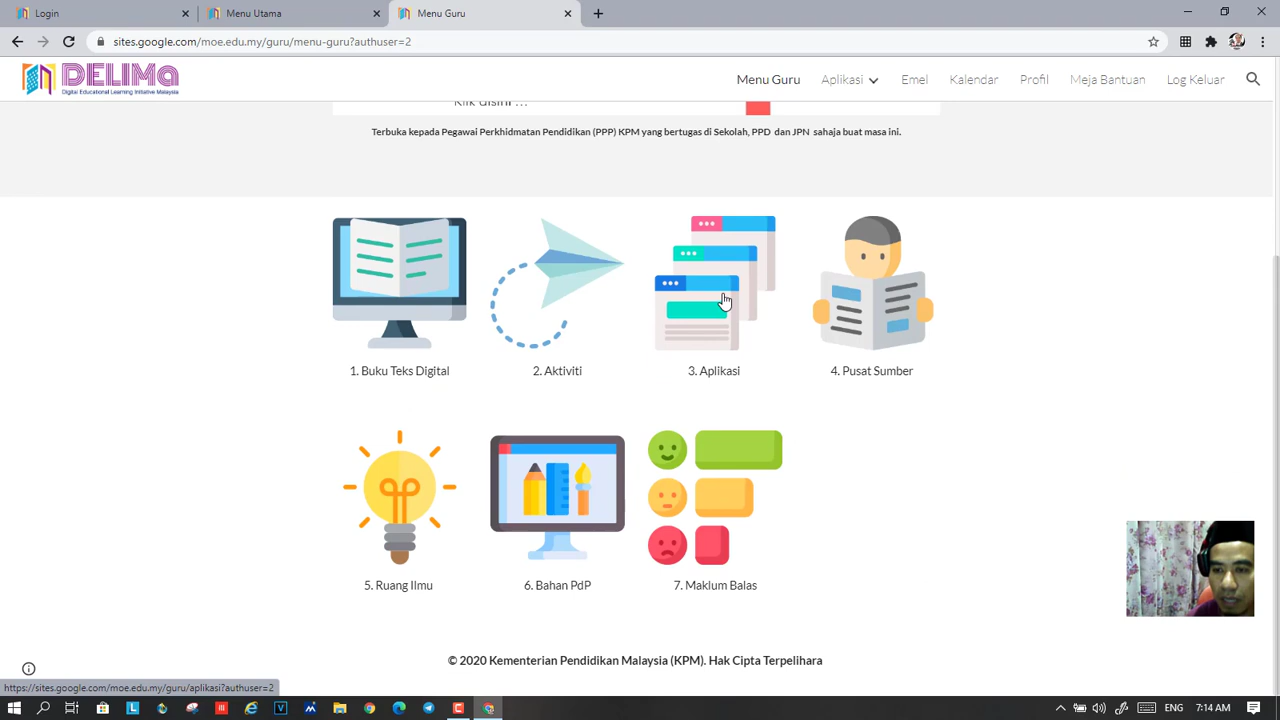 Login
Menu Utama
Menu Guru
sites.google.com/moe.edu.my/guru/menu-guru?authuser=2
DELIMa
Digital Educational Learning Initiative Malaysia
Menu Guru
Aplikasi
Emel
Kalendar
Profil
Meja Bantuan
Log Keluar
Klik disini ...
Terbuka kepada Pegawai Perkhidmatan Pendidikan (PPP) KPM yang bertugas di Sekolah, PPD dan JPN sahaja buat masa ini.
1. Buku Teks Digital
2. Aktiviti
3. Aplikasi
4. Pusat Sumber
5. Ruang Ilmu
6. Bahan PdP
7. Maklum Balas
© 2020 Kementerian Pendidikan Malaysia (KPM). Hak Cipta Terpelihara
https://sites.google.com/moe.edu.my/guru/aplikasi?authuser=2
ENG
7:14 AM